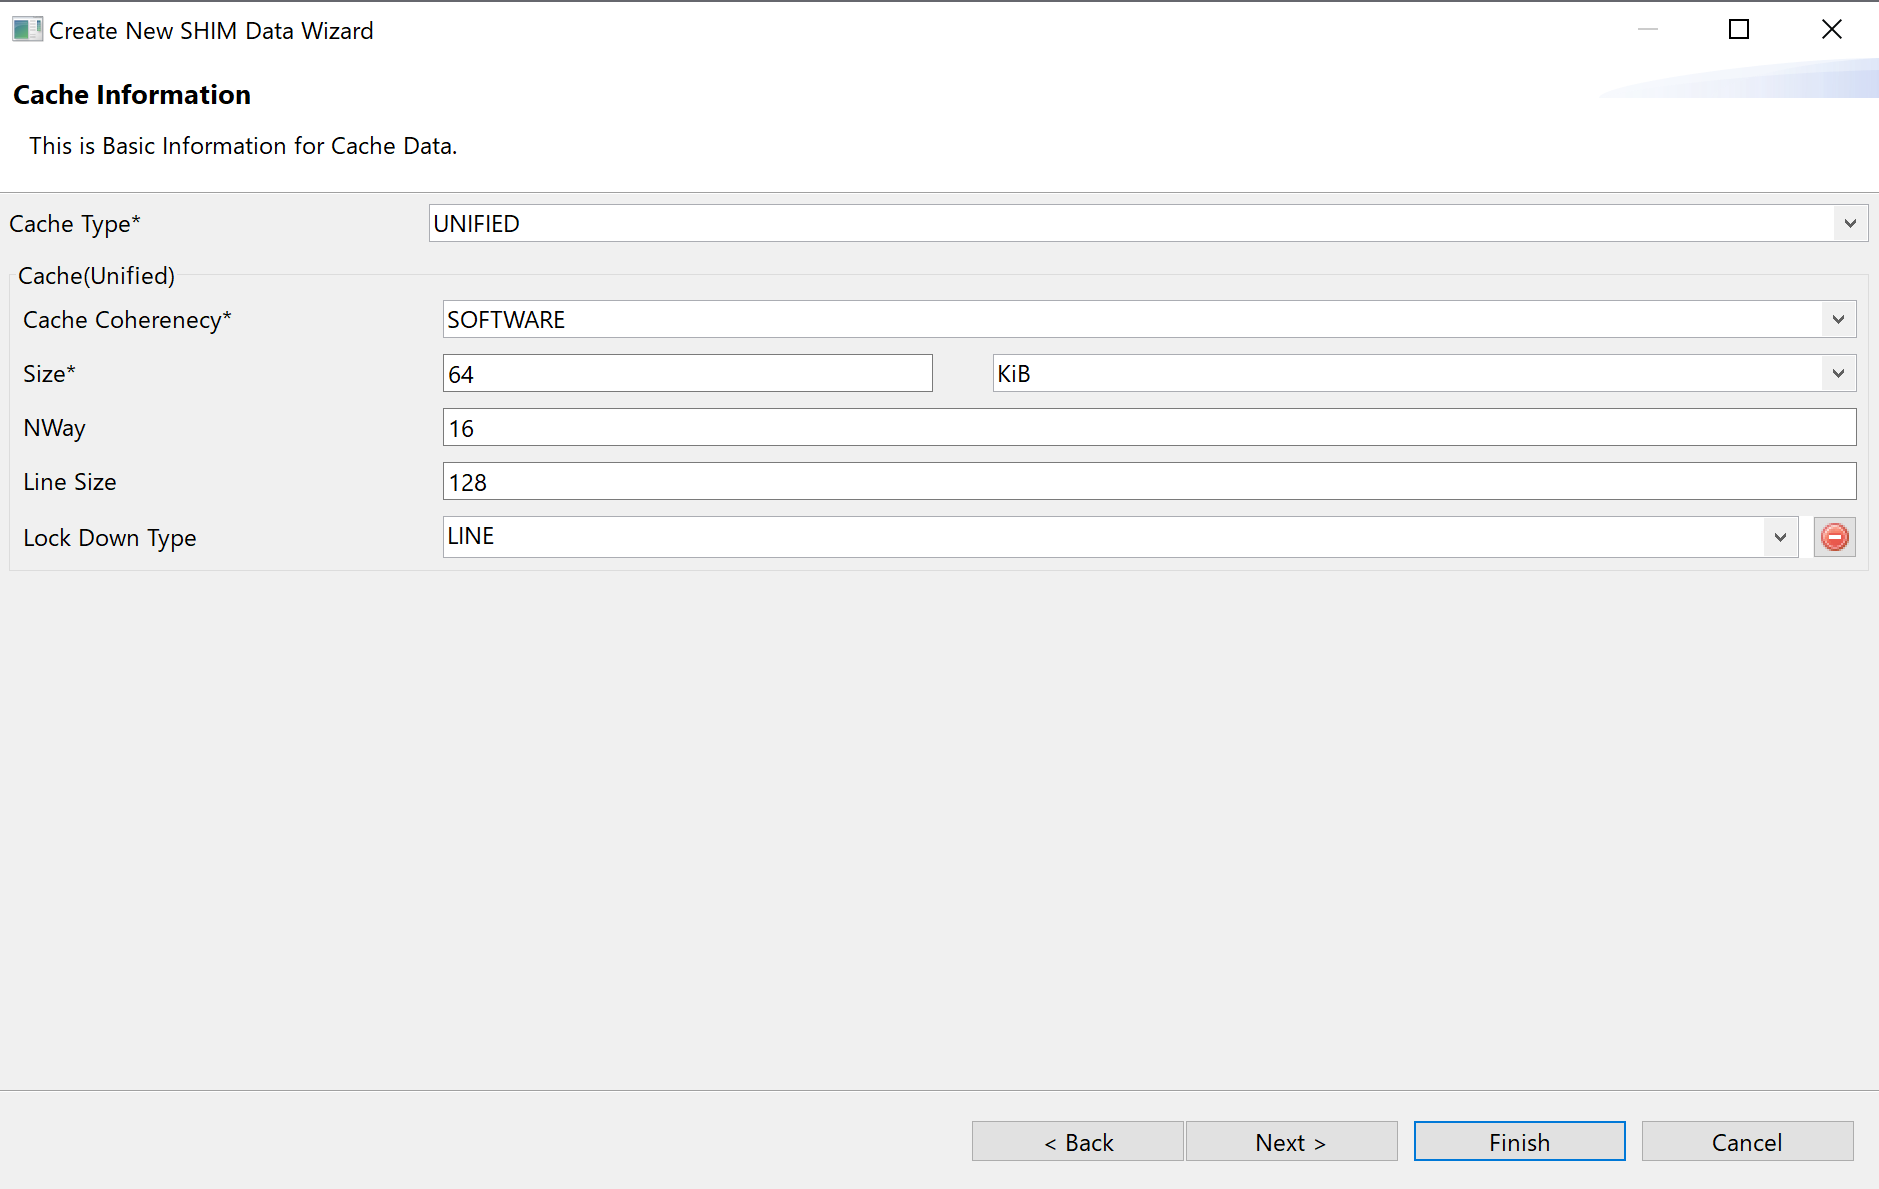 Create New SHIM Data Wizard
Cache Information
This is Basic Information for Cache Data.
Cache Type* UNIFIED
Cache(Unified)
Cache Coherenecy* SOFTWARE
Size* 64 KiB
NWay 16
Line Size 128
Lock Down Type LINE
< Back Next > Finish Cancel